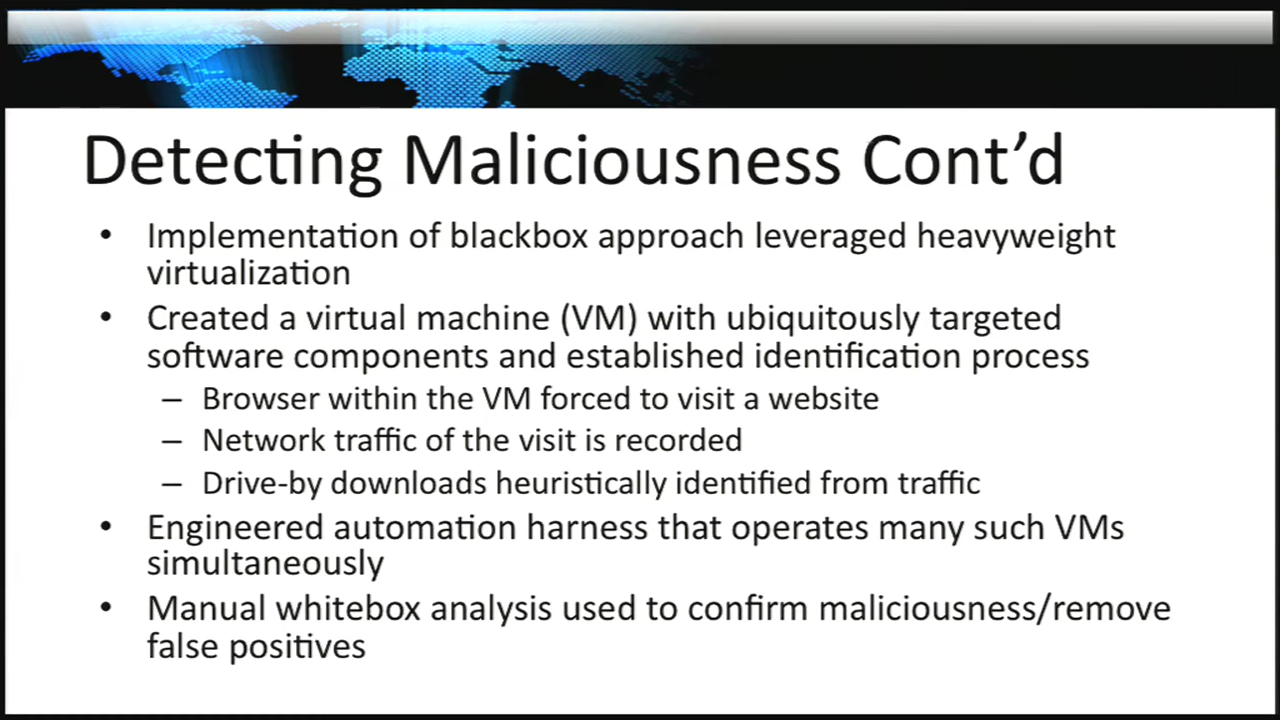 Detecting Maliciousness Cont’d
• Implementation of blackbox approach leveraged heavyweight
virtualization
• Created a virtual machine (VM) with ubiquitously targeted
software components and established identification process
– Browser within the VM forced to visit a website
– Network traffic of the visit is recorded
– Drive-by downloads heuristically identified from traffic
• Engineered automation harness that operates many such VMs
simultaneously
• Manual whitebox analysis used to confirm maliciousness/remove
false positives